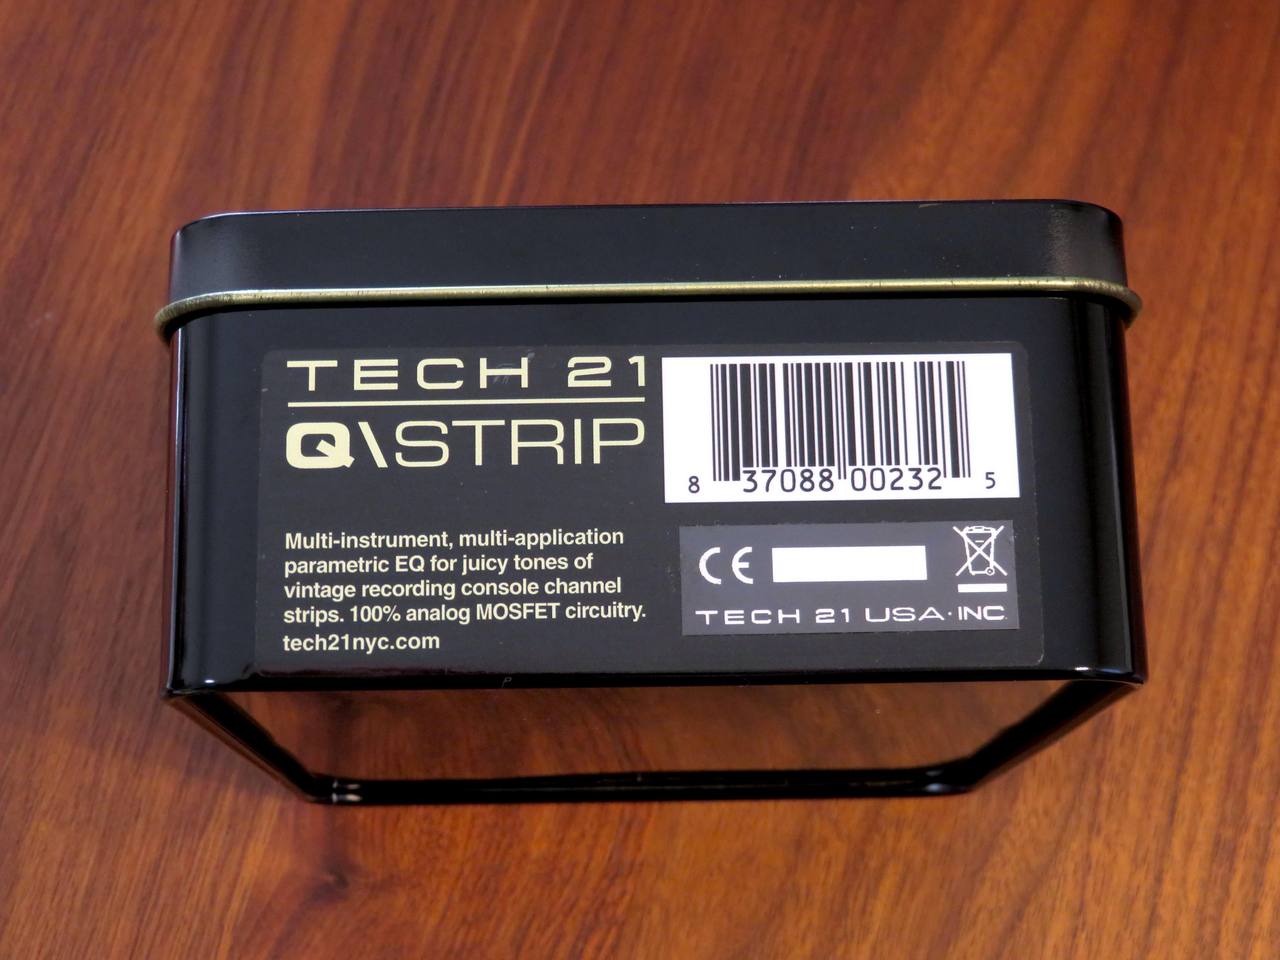 TECH 21
Q\STRIP
Multi-instrument, multi-application
parametric EQ for juicy tones of
vintage recording console channel
strips. 100% analog MOSFET circuitry.
tech21nyc.com
8 37088 00232 5
CE
TECH 21 USA·INC.